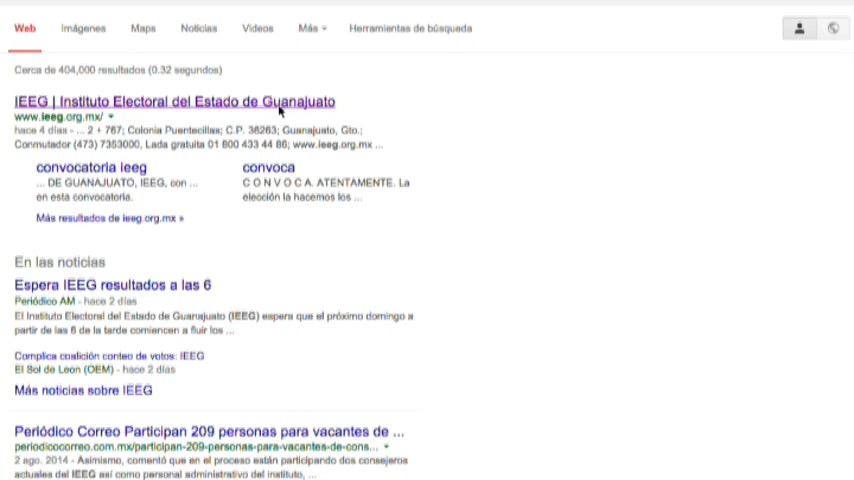 Web Imágenes Maps Noticias Videos Más Herramientas de búsqueda
Cerca de 404,000 resultados (0.32 segundos)
IEEG | Instituto Electoral del Estado de Guanajuato
www.ieeg.org.mx/
hace 4 días - ... 2 + 767; Colonia Puentecillas; C.P. 36263; Guanajuato, Gto.;
Conmutador (473) 7353000, Lada gratuita 01 800 433 44 86; www.ieeg.org.mx ...
convocatoria ieeg
... DE GUANAJUATO, IEEG, con ...
en esta convocatoria.
convoca
C O N V O C A. ATENTAMENTE. La
elección la hacemos los ...
Más resultados de ieeg.org.mx »
En las noticias
Espera IEEG resultados a las 6
Periódico AM - hace 2 días
El Instituto Electoral del Estado de Guanajuato (IEEG) espera que el próximo domingo a
partir de las 6 de la tarde comiencen a fluir los ...
Complica coalición conteo de votos: IEEG
El Sol de Leon (OEM) - hace 2 días
Más noticias sobre IEEG
Periódico Correo Participan 209 personas para vacantes de ...
periodicocorreo.com.mx/participan-209-personas-para-vacantes-de-cons...
2 ago. 2014 - Asimismo, comentó que en el proceso están participando dos consejeros
actuales del IEEG así como personal administrativo del instituto, ...